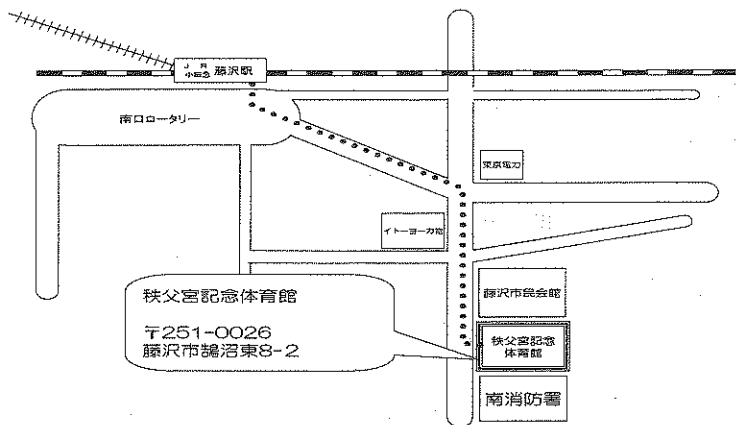 JR
小田急 藤沢駅
南口ロータリー
東京電力
イトーヨーカ堂
藤沢市民会館
秩父宮記念体育館
〒251-0026
藤沢市鵠沼東8-2
秩父宮記念
体育館
南消防署